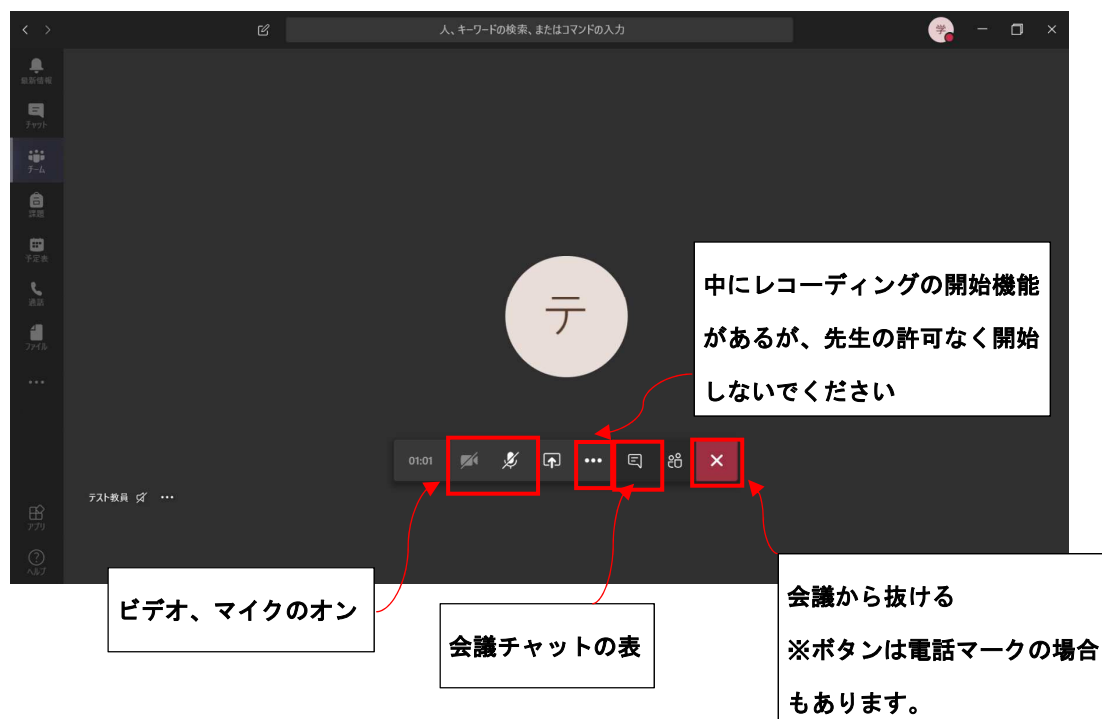 人、キーワードの検索、またはコマンドの入力
学
最新情報
チャット
チーム
課題
予定表
通話
ファイル
テ
中にレコーディングの開始機能
があるが、先生の許可なく開始
しないでください
01:01
テスト教員
アプリ
ヘルプ
ビデオ、マイクのオン
会議チャットの表
会議から抜ける
※ボタンは電話マークの場合
もあります。